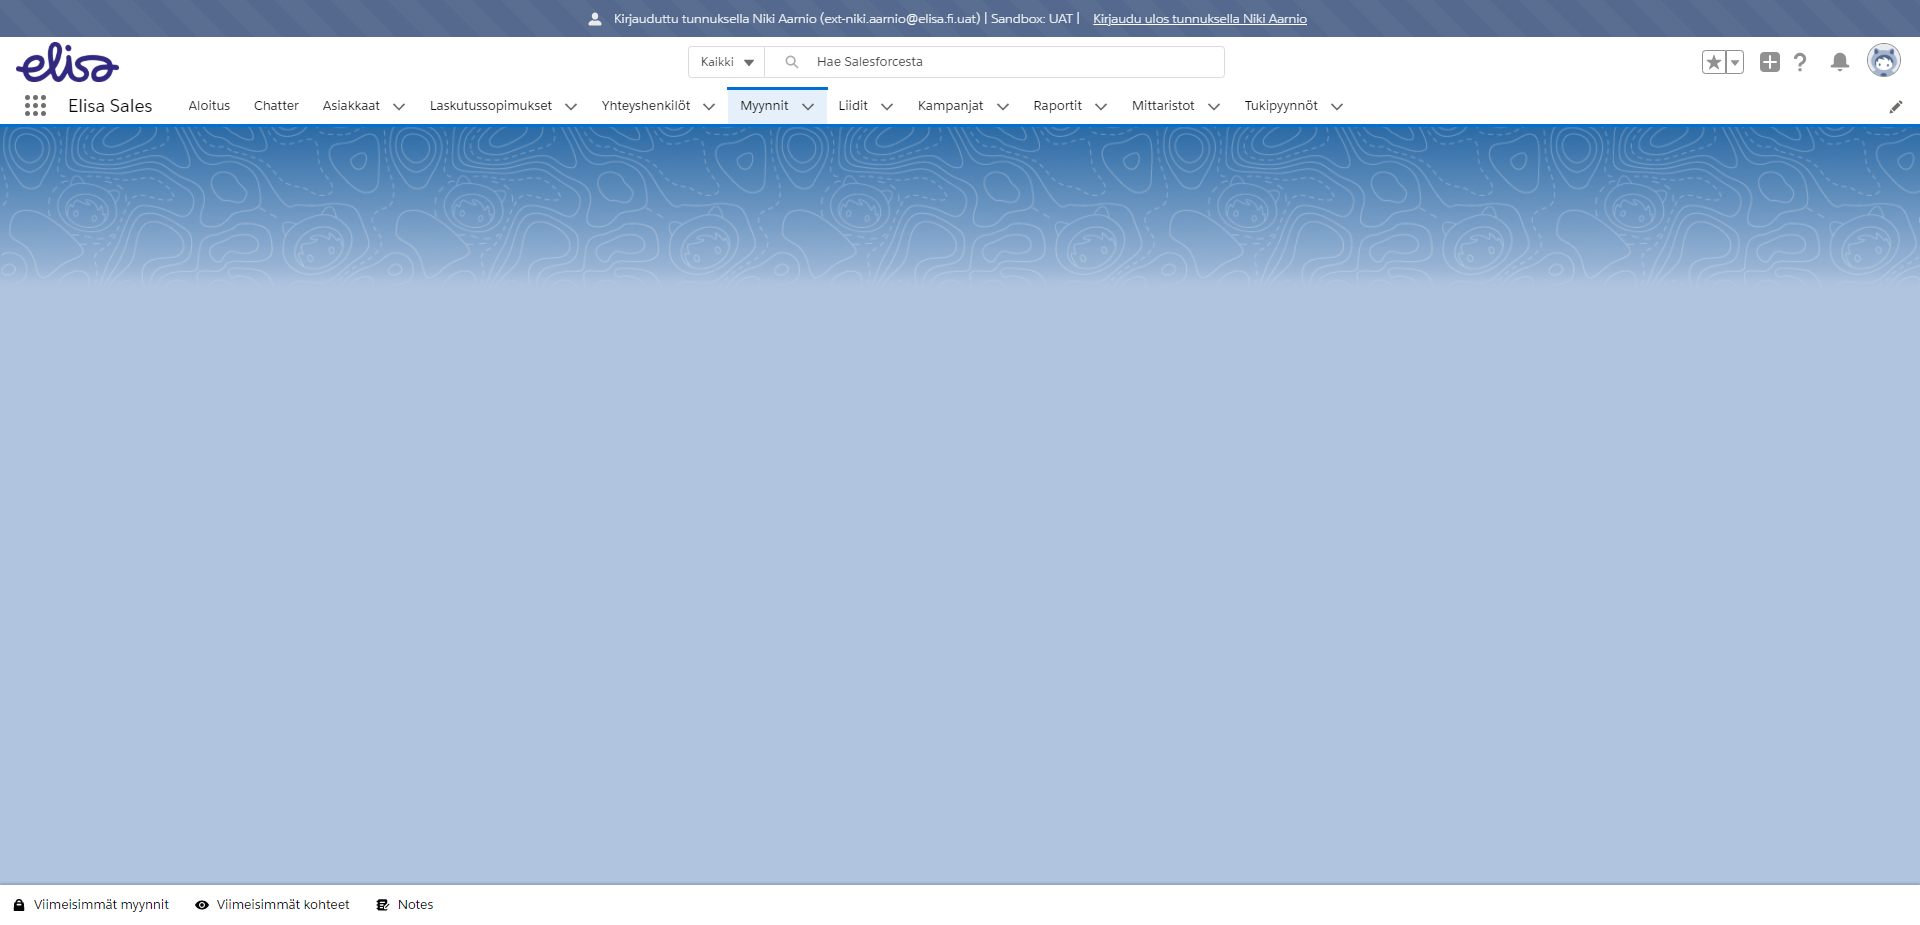 Kirjauduttu tunnuksella Niki Aarnio (ext-niki.aarnio@elisa.fi.uat) | Sandbox: UAT | Kirjaudu ulos tunnuksella Niki Aarnio
elisa
Kaikki Hae Salesforcesta
Elisa Sales Aloitus Chatter Asiakkaat Laskutussopimukset Yhteyshenkilöt Myynnit Liidit Kampanjat Raportit Mittaristot Tukipyynnöt
Viimeisimmät myynnit Viimeisimmät kohteet Notes